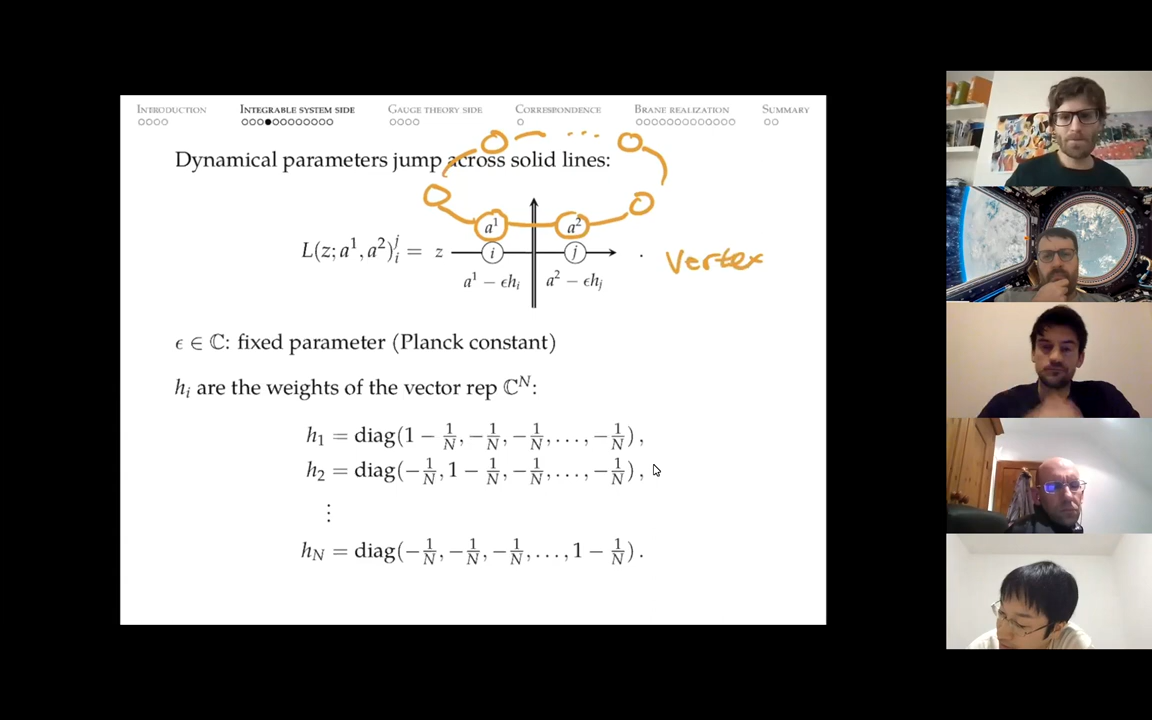 INTRODUCTION INTEGRABLE SYSTEM SIDE GAUGE THEORY SIDE CORRESPONDENCE BRANE REALIZATION SUMMARY
Dynamical parameters jump across solid lines:
a¹ a²
L(z; a¹, a²)ᵢʲ = z i j .
Vertex
a¹ − ϵhᵢ a² − ϵhⱼ
ϵ ∈ ℂ: fixed parameter (Planck constant)
hᵢ are the weights of the vector rep ℂᴺ:
h₁ = diag(1 − 1/N, −1/N, −1/N, . . . , −1/N) ,
h₂ = diag(−1/N, 1 − 1/N, −1/N, . . . , −1/N) ,
⋮
h_N = diag(−1/N, −1/N, −1/N, . . . , 1 − 1/N) .